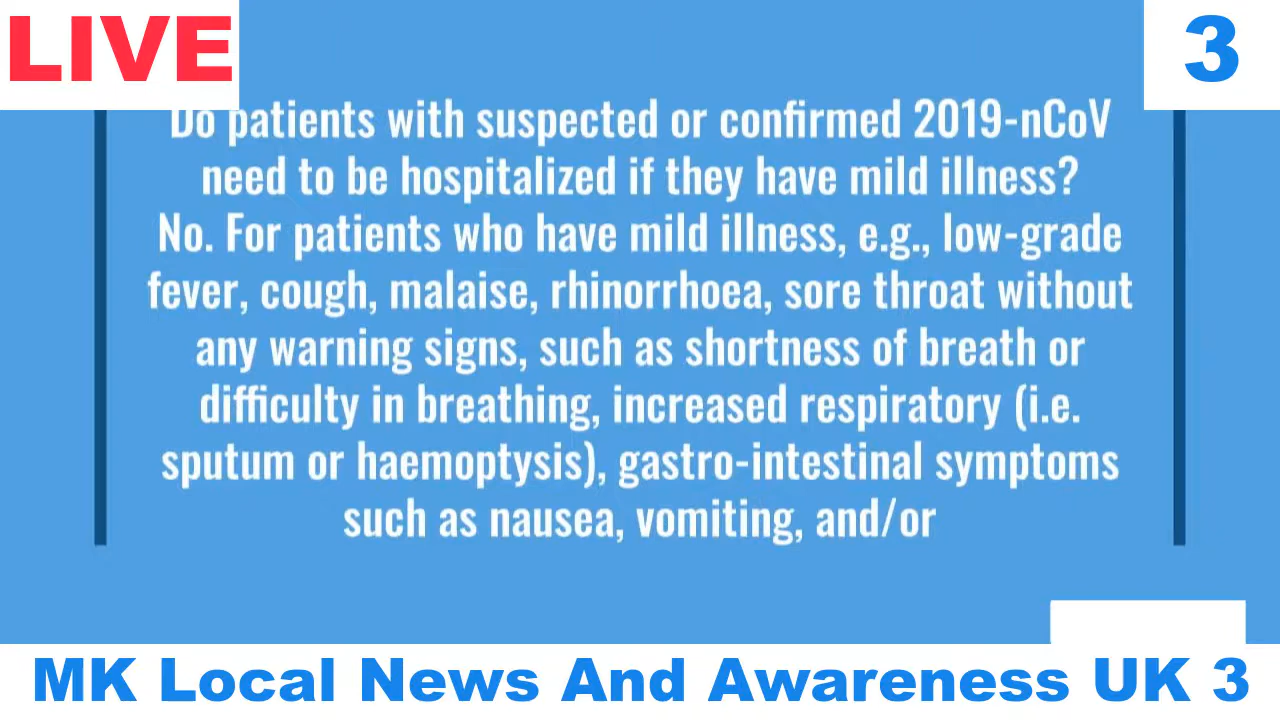 LIVE
3
Do patients with suspected or confirmed 2019-nCoV
need to be hospitalized if they have mild illness?
No. For patients who have mild illness, e.g., low-grade
fever, cough, malaise, rhinorrhoea, sore throat without
any warning signs, such as shortness of breath or
difficulty in breathing, increased respiratory (i.e.
sputum or haemoptysis), gastro-intestinal symptoms
such as nausea, vomiting, and/or
MK Local News And Awareness UK 3